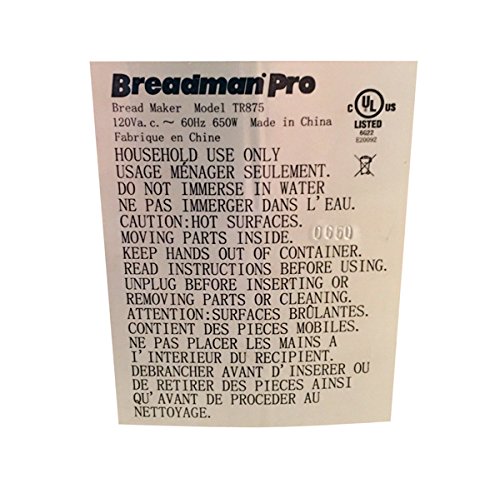 Breadman Pro
Bread Maker Model TR875
120Va.c. ~ 60Hz 650W Made in China
Fabrique en Chine
C UL US
LISTED
6G22
E20092
HOUSEHOLD USE ONLY
USAGE MÉNAGER SEULEMENT.
DO NOT IMMERSE IN WATER
NE PAS IMMERGER DANS L'EAU.
CAUTION:HOT SURFACES.
MOVING PARTS INSIDE. 0660
KEEP HANDS OUT OF CONTAINER.
READ INSTRUCTIONS BEFORE USING.
UNPLUG BEFORE INSERTING OR
REMOVING PARTS OR CLEANING.
ATTENTION:SURFACES BRÛLANTES.
CONTIENT DES PIECES MOBILES.
NE PAS PLACER LES MAINS A
I'INTERIEUR DU RECIPIENT.
DEBRANCHER AVANT D'INSERER OU
DE RETIRER DES PIECES AINSI
QU'AVANT DE PROCEDER AU
NETTOYAGE.